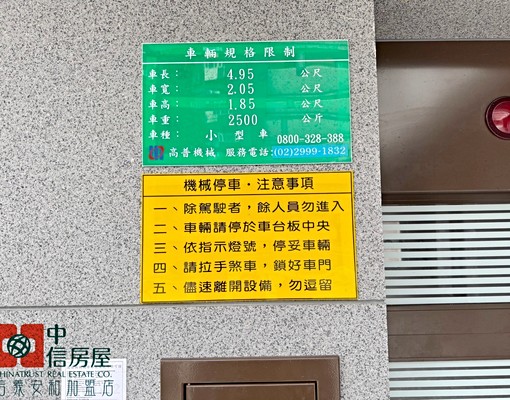 車輛規格限制
車長： 4.95 公尺
車寬： 2.05 公尺
車高： 1.85 公尺
車重： 2500 公斤
車種： 小型車 0800-328-388
高普機械 服務電話:(02)2999-1832
機械停車・注意事項
一、除駕駛者，餘人員勿進入
二、車輛請停於車台板中央
三、依指示燈號，停妥車輛
四、請拉手煞車，鎖好車門
五、儘速離開設備，勿逗留
中信房屋
CHINATRUST REAL ESTATE CO.
安和加盟店